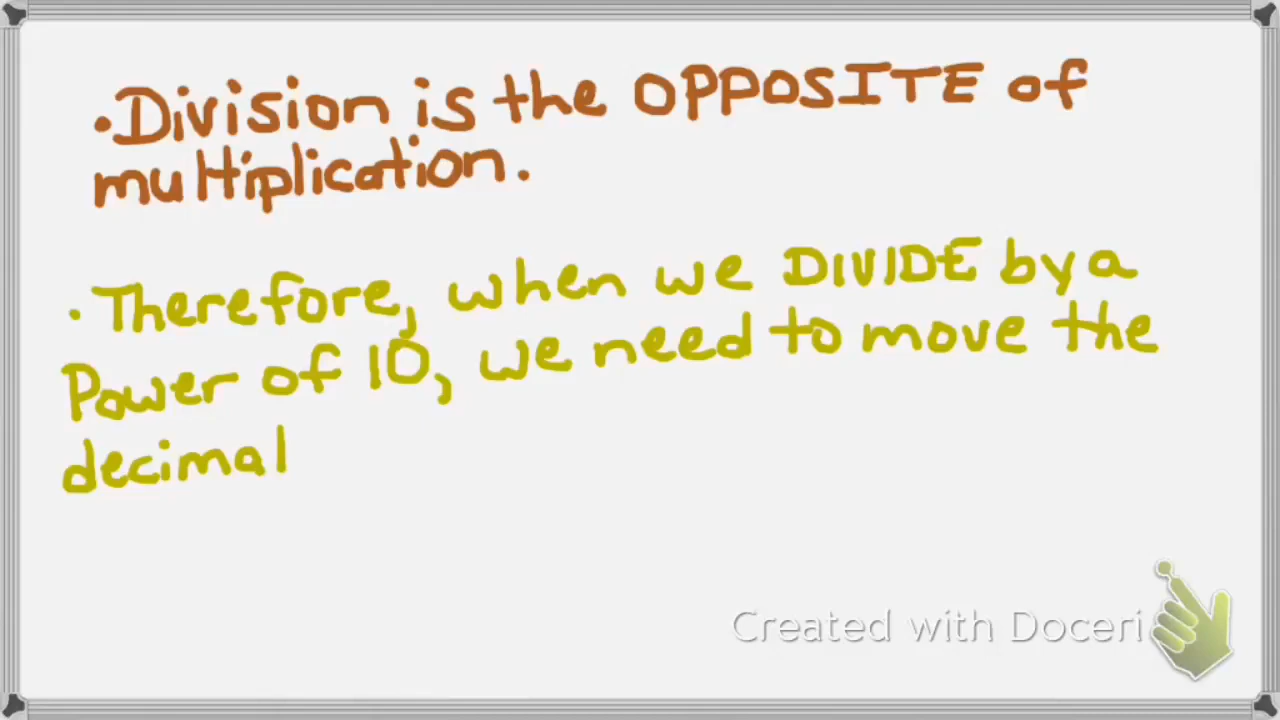 • Division is the OPPOSITE of
multiplication.
• Therefore, when we DIVIDE by a
Power of 10, we need to move the
decimal
Created with Doceri